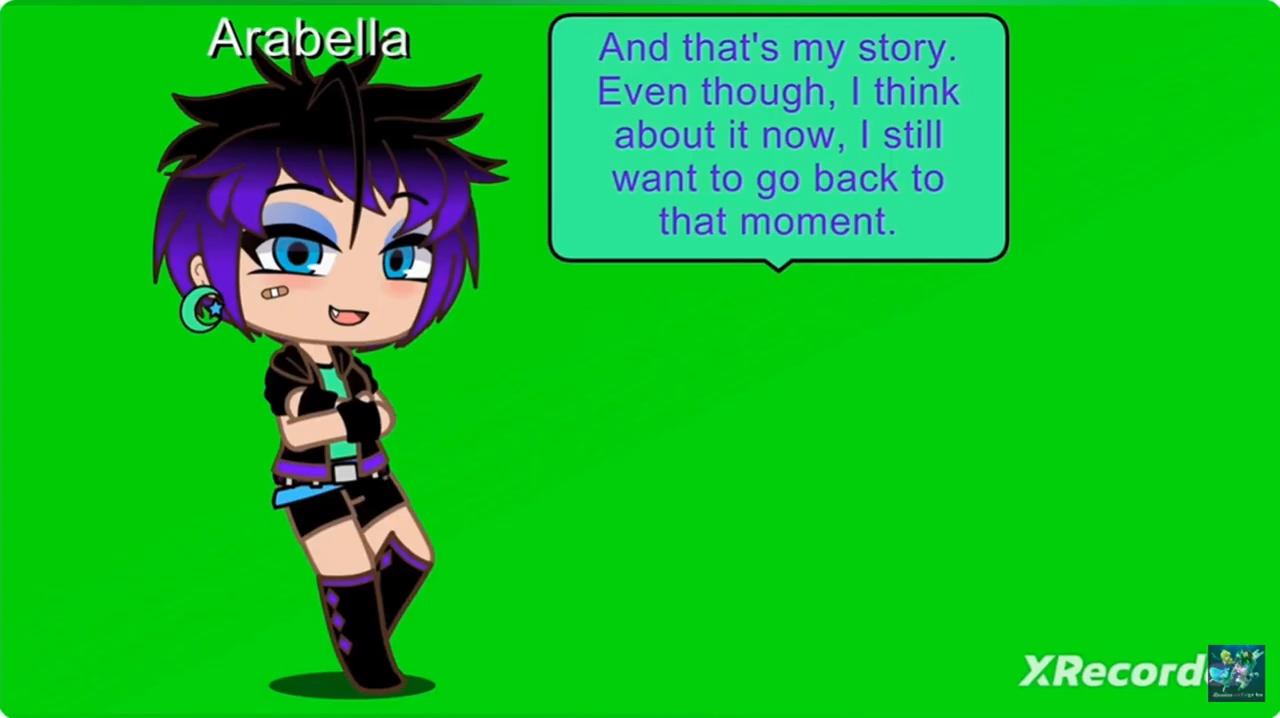 Arabella
And that's my story.
Even though, I think
about it now, I still
want to go back to
that moment.